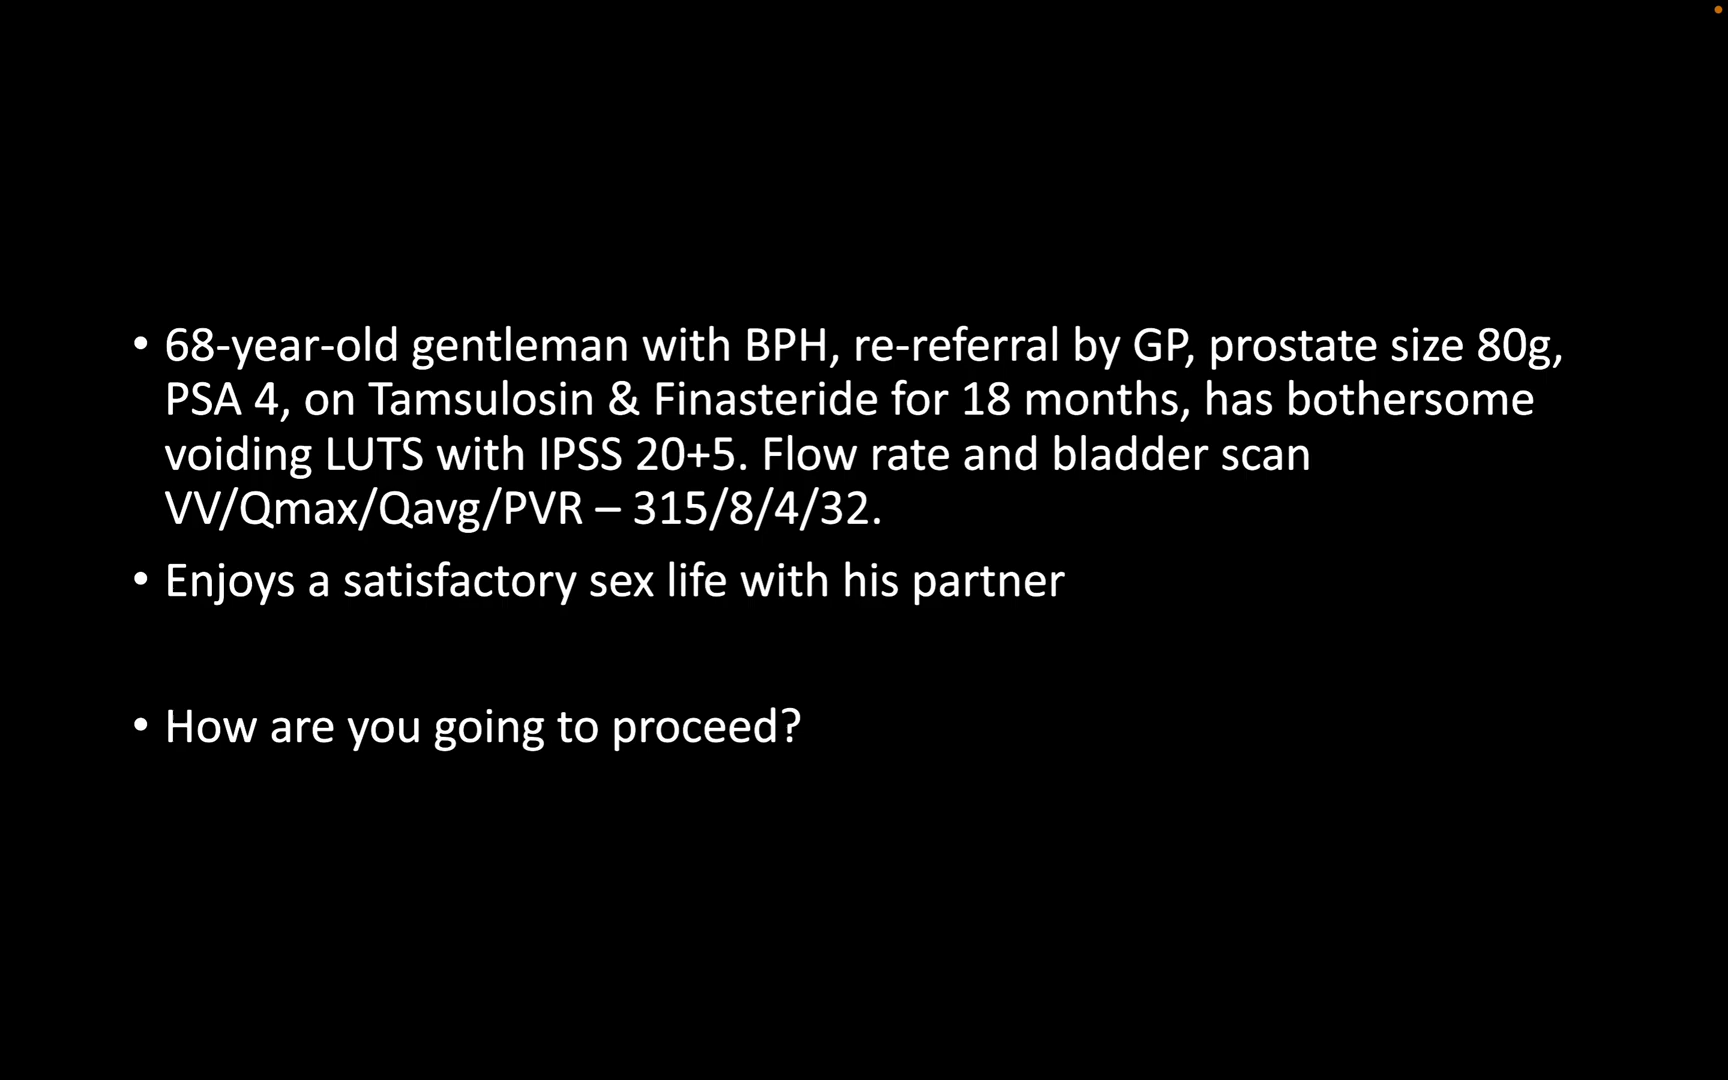 • 68-year-old gentleman with BPH, re-referral by GP, prostate size 80g,
PSA 4, on Tamsulosin & Finasteride for 18 months, has bothersome
voiding LUTS with IPSS 20+5. Flow rate and bladder scan
VV/Qmax/Qavg/PVR – 315/8/4/32.
• Enjoys a satisfactory sex life with his partner
• How are you going to proceed?